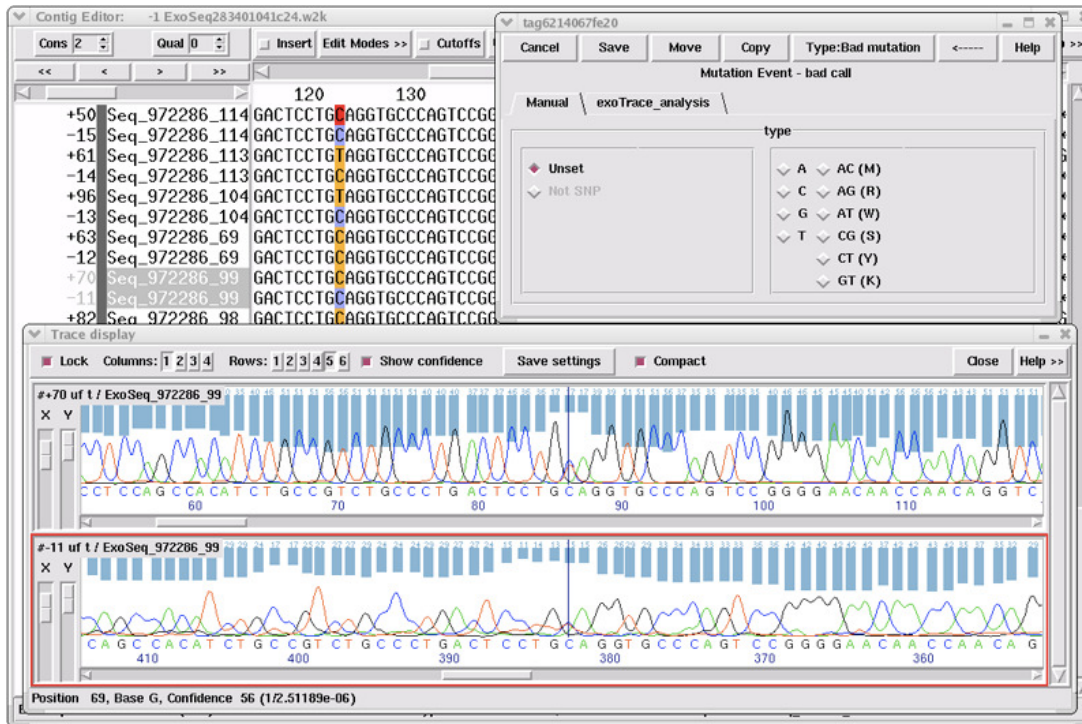 Contig Editor: -1 ExoSeq283401041c24.w2k
Cons 2 Qual 0 Insert Edit Modes >> Cutoffs
<< < > >>
120 130
+50 Seq_972286_114 GACTCCTGCAGGTGCCCAGTCCGG
-15 Seq_972286_114 GACTCCTGCAGGTGCCCAGTCCGG
+61 Seq_972286_113 GACTCCTGTAGGTGCCCAGTCCGG
-14 Seq_972286_113 GACTCCTGCAGGTGCCCAGTCCGG
+96 Seq_972286_104 GACTCCTGTAGGTGCCCAGTCCGG
-13 Seq_972286_104 GACTCCTGCAGGTGCCCAGTCCGG
+63 Seq_972286_69 GACTCCTGCAGGTGCCCAGTCCGG
-12 Seq_972286_69 GACTCCTGCAGGTGCCCAGTCCGG
+70 Seq_972286_99 GACTCCTGCAGGTGCCCAGTCCGG
-11 Seq_972286_99 GACTCCTGCAGGTGCCCAGTCCGG
+82 Seq_972286_98 GACTCCTGCAGGTGCCCAGTCCGG
tag6214067fe20
Cancel Save Move Copy Type:Bad mutation <----- Help
Mutation Event - bad call
Manual exoTrace_analysis
type
Unset
Not SNP
A AC (M)
C AG (R)
G AT (W)
T CG (S)
CT (Y)
GT (K)
Trace display
Lock Columns: 1 2 3 4 Rows: 1 2 3 4 5 6 Show confidence Save settings Compact Close Help >>
#+70 uf t / ExoSeq_972286_99
X Y
CCTCCAGCCACATCTGCCGTCTGCCCTGACTCCTGCAGGTGCCCAGTCCGGGGAACAACCAACAGGTC
60 70 80 90 100 110
#-11 uf t / ExoSeq_972286_99
X Y
CAGCCACATCTGCCGTCTGCCCTGACTCCTGCAGGTGCCCAGTCCGGGGAACAACCAACAG
410 400 390 380 370 360
Position 69, Base G, Confidence 56 (1/2.51189e-06)